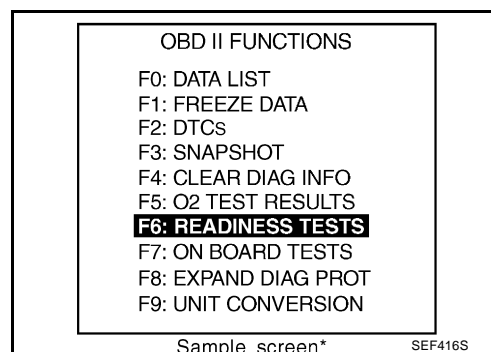 OBD II FUNCTIONS
F0: DATA LIST
F1: FREEZE DATA
F2: DTCs
F3: SNAPSHOT
F4: CLEAR DIAG INFO
F5: O2 TEST RESULTS
F6: READINESS TESTS
F7: ON BOARD TESTS
F8: EXPAND DIAG PROT
F9: UNIT CONVERSION
Sample screen* SEF416S